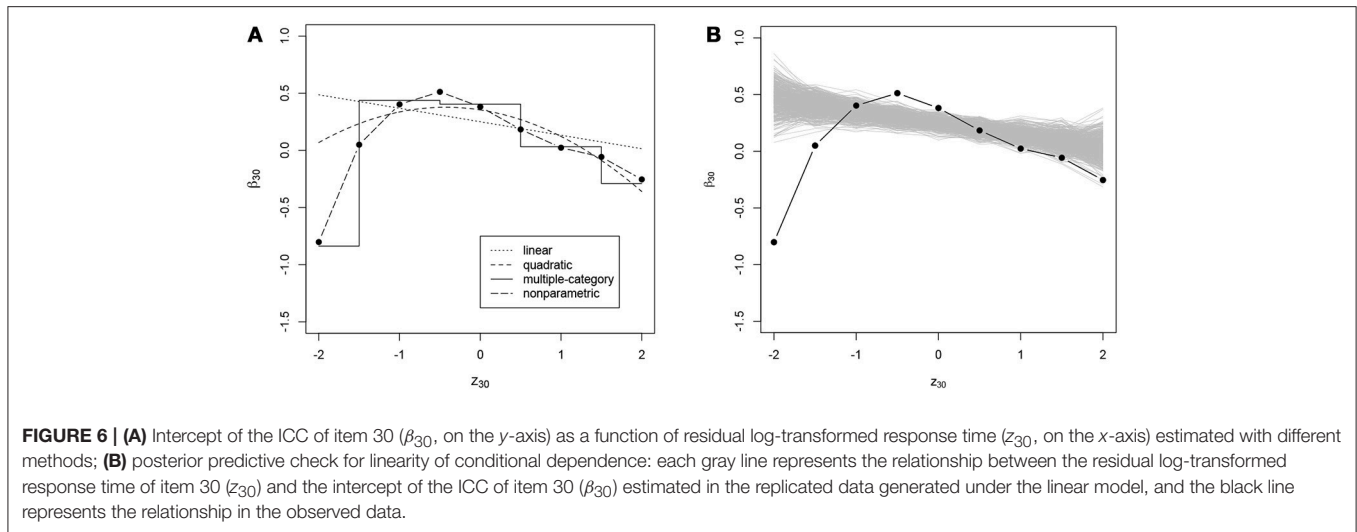 A
1.0
0.5
0.0
-0.5
-1.0
-1.5
β30
linear
quadratic
multiple-category
nonparametric
-2
-1
0
1
2
z30
B
1.0
0.5
0.0
-0.5
-1.0
-1.5
β30
-2
-1
0
1
2
z30
FIGURE 6 | (A) Intercept of the ICC of item 30 (β30, on the y-axis) as a function of residual log-transformed response time (z30, on the x-axis) estimated with different
methods; (B) posterior predictive check for linearity of conditional dependence: each gray line represents the relationship between the residual log-transformed
response time of item 30 (z30) and the intercept of the ICC of item 30 (β30) estimated in the replicated data generated under the linear model, and the black line
represents the relationship in the observed data.